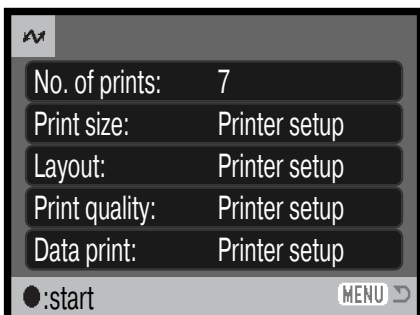 No. of prints: 7
Print size: Printer setup
Layout: Printer setup
Print quality: Printer setup
Data print: Printer setup
●:start MENU